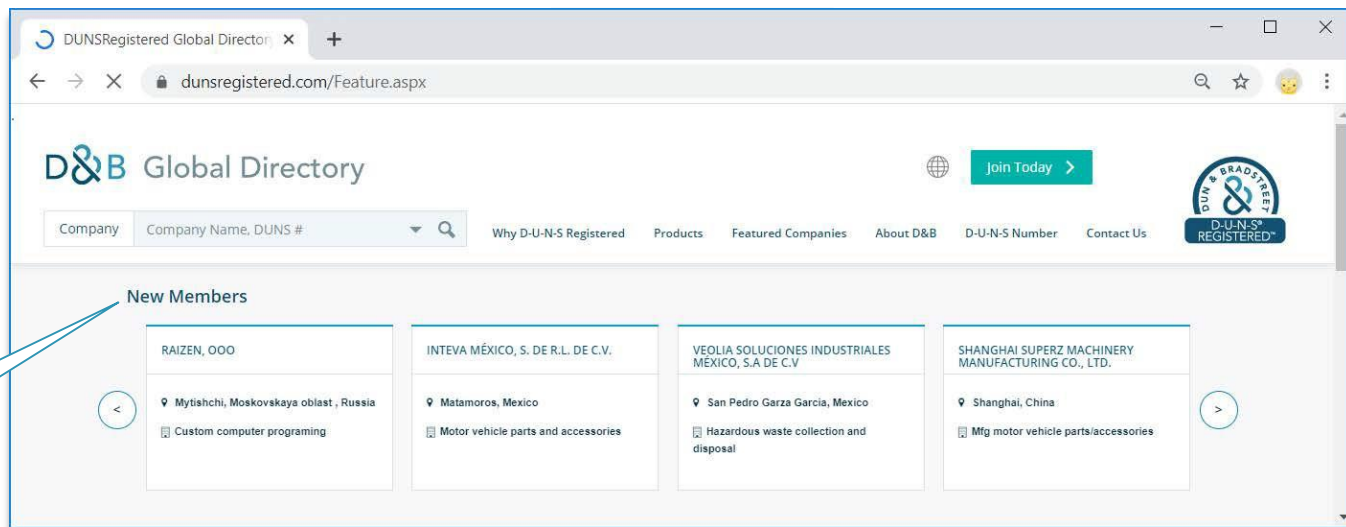 DUNSRegistered Global Director
dunsregistered.com/Feature.aspx
D&B Global Directory
Join Today >
DUN & BRADSTREET
D-U-N-S®
REGISTERED™
Company
Company Name, DUNS #
Why D-U-N-S Registered
Products
Featured Companies
About D&B
D-U-N-S Number
Contact Us
New Members
RAIZEN, OOO
Mytishchi, Moskovskaya oblast , Russia
Custom computer programing
INTEVA MÉXICO, S. DE R.L. DE C.V.
Matamoros, Mexico
Motor vehicle parts and accessories
VEOLIA SOLUCIONES INDUSTRIALES
MÉXICO, S.A DE C.V
San Pedro Garza Garcia, Mexico
Hazardous waste collection and
disposal
SHANGHAI SUPERZ MACHINERY
MANUFACTURING CO., LTD.
Shanghai, China
Mfg motor vehicle parts/accessories
<
>